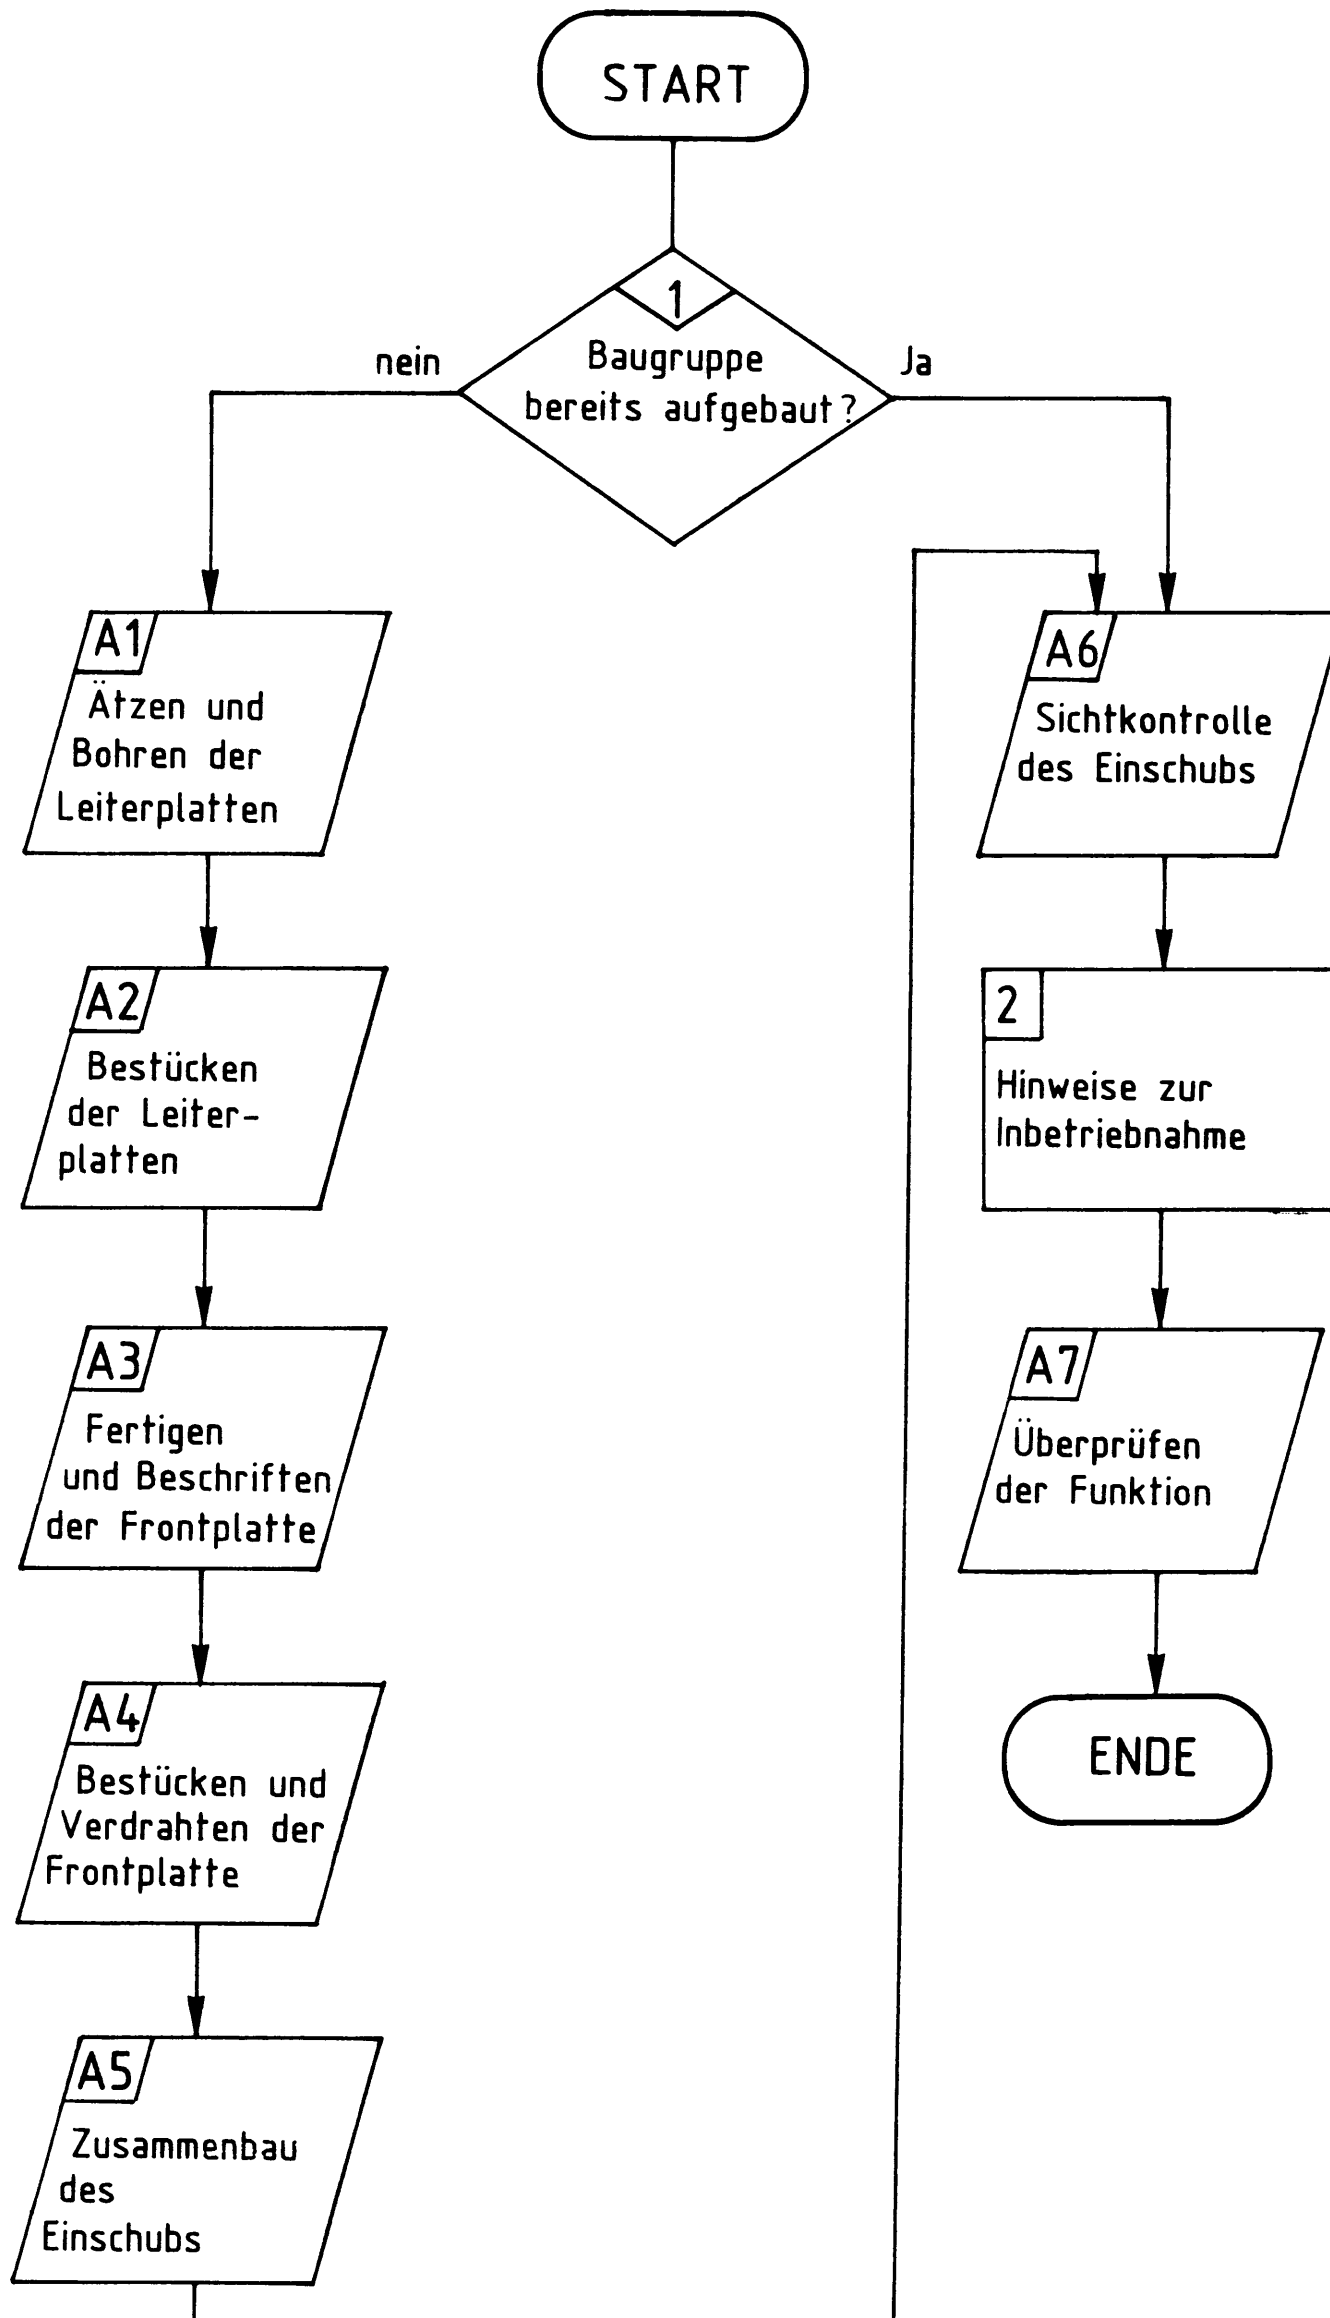 START
1
Baugruppe
bereits aufgebaut?
nein
Ja
A1
Ätzen und
Bohren der
Leiterplatten
A2
Bestücken
der Leiter-
platten
A3
Fertigen
und Beschriften
der Frontplatte
A4
Bestücken und
Verdrahten der
Frontplatte
A5
Zusammenbau
des
Einschubs
A6
Sichtkontrolle
des Einschubs
2
Hinweise zur
Inbetriebnahme
A7
Überprüfen
der Funktion
ENDE